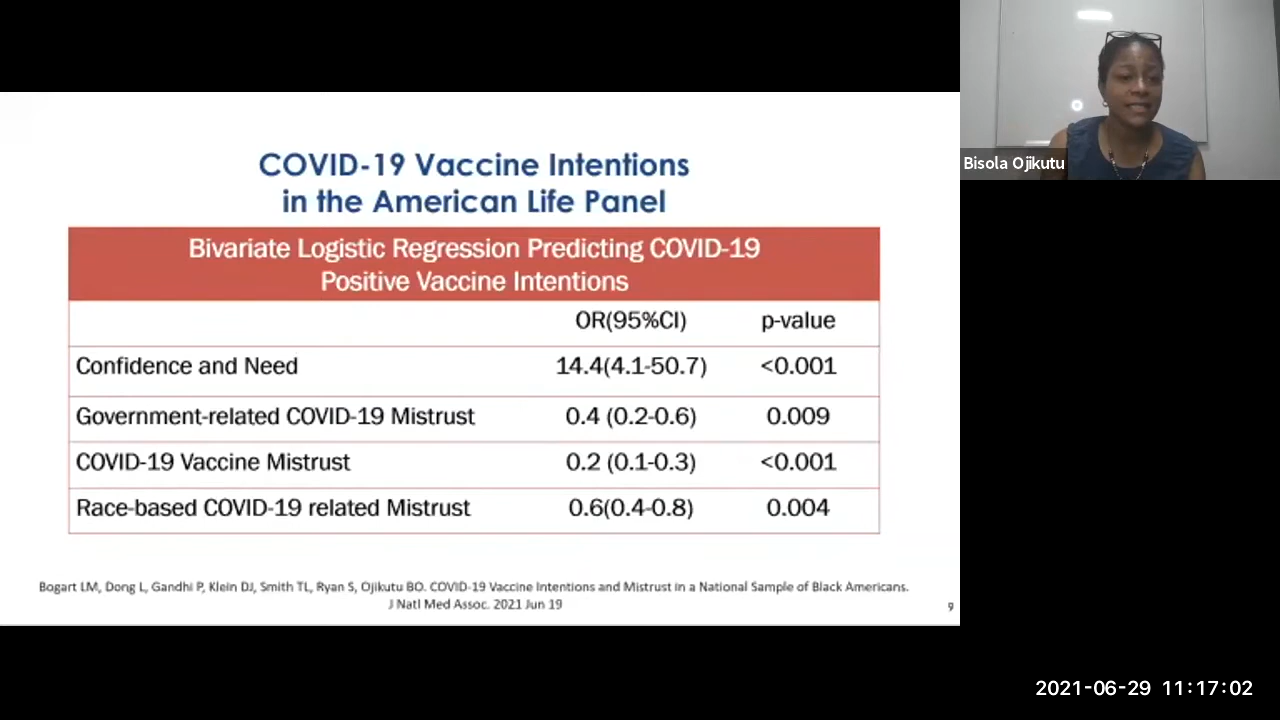 COVID-19 Vaccine Intentions
in the American Life Panel
Bivariate Logistic Regression Predicting COVID-19
Positive Vaccine Intentions
OR(95%CI) p-value
Confidence and Need 14.4(4.1-50.7) <0.001
Government-related COVID-19 Mistrust 0.4 (0.2-0.6) 0.009
COVID-19 Vaccine Mistrust 0.2 (0.1-0.3) <0.001
Race-based COVID-19 related Mistrust 0.6(0.4-0.8) 0.004
Bogart LM, Dong L, Gandhi P, Klein DJ, Smith TL, Ryan S, Ojikutu BO. COVID-19 Vaccine Intentions and Mistrust in a National Sample of Black Americans.
J Natl Med Assoc. 2021 Jun 19
9
Bisola Ojikutu
2021-06-29 11:17:02